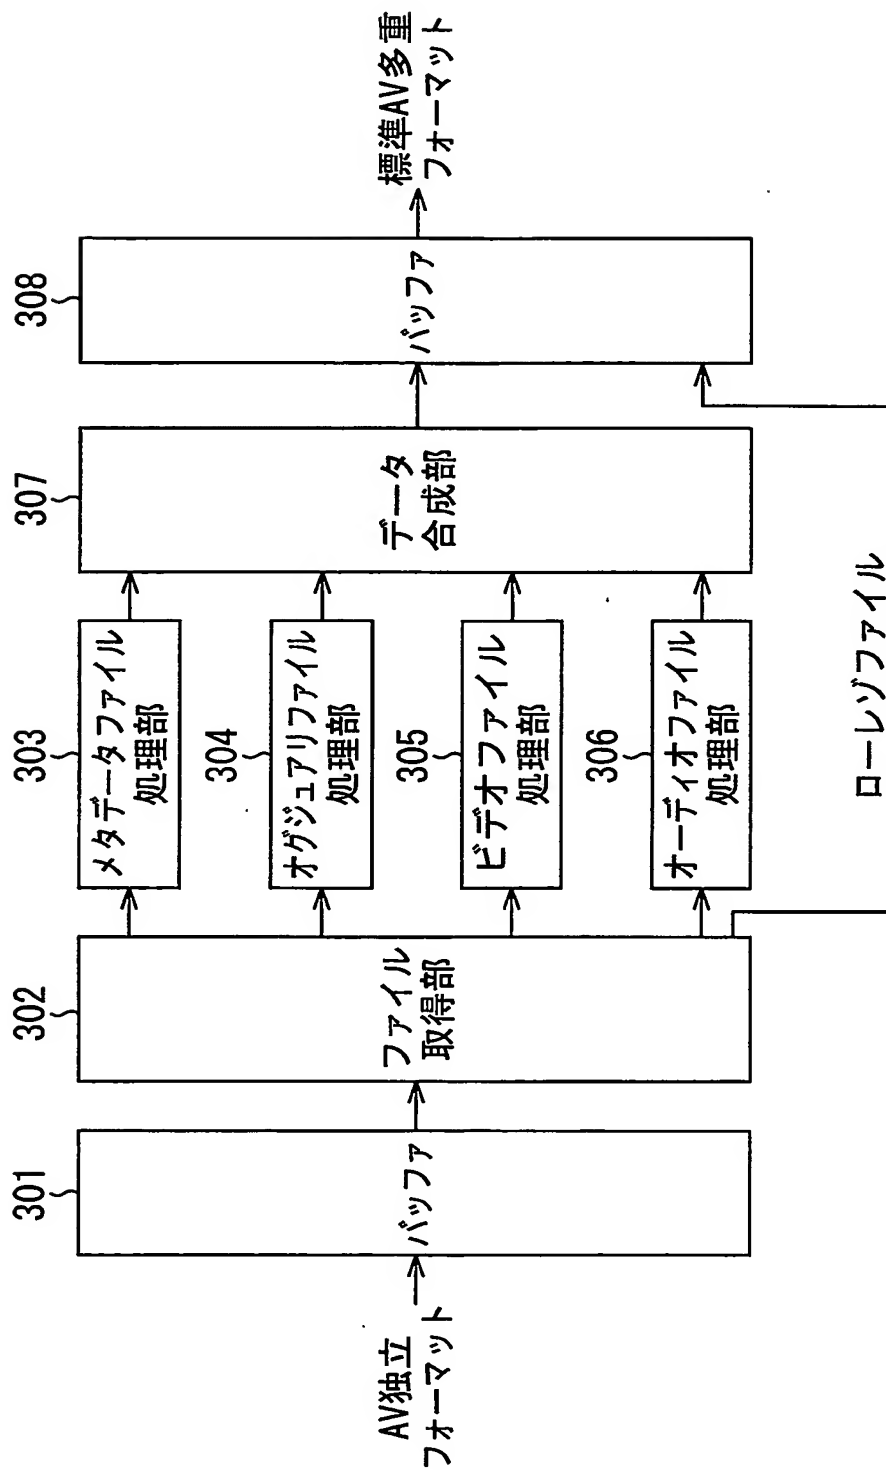 AV独立
フォーマット
301
バッファ
302
ファイル
取得部
303
メタデータファイル
処理部
304
オグジュアリファイル
処理部
305
ビデオファイル
処理部
306
オーディオファイル
処理部
307
データ
合成部
308
バッファ
標準AV多重
フォーマット
ローレゾファイル